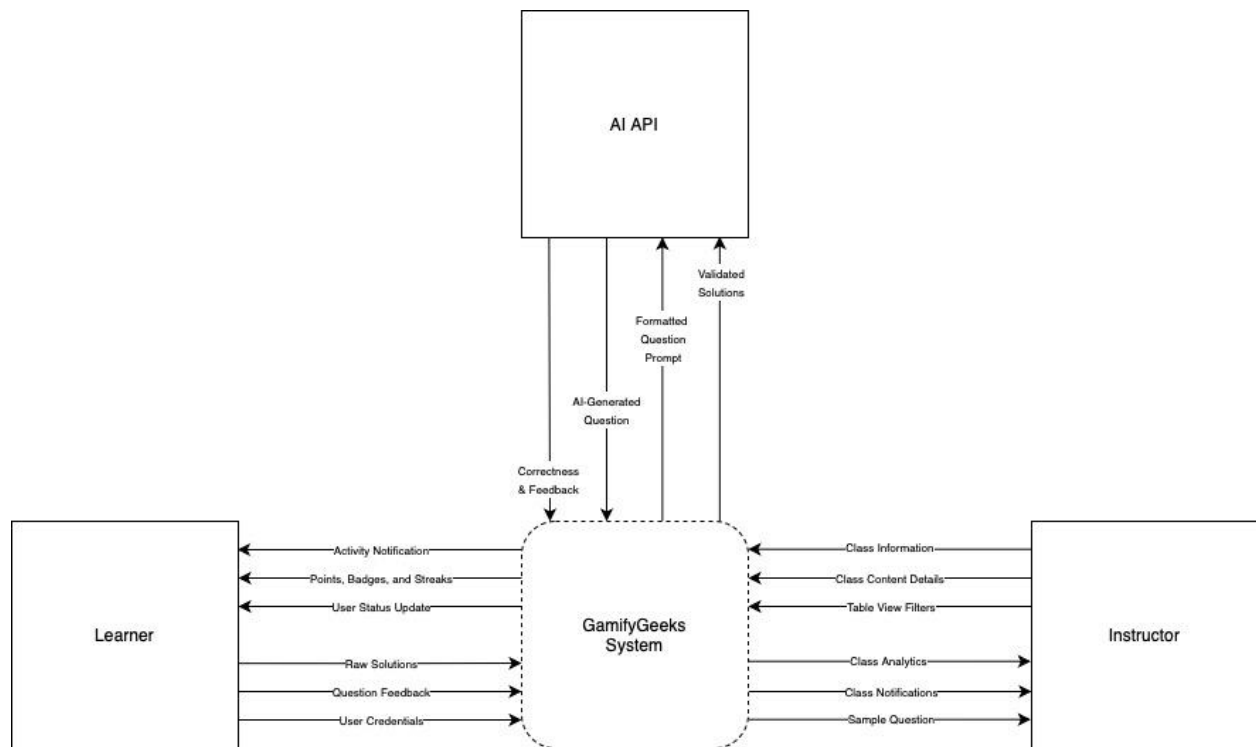 AI API
Validated
Solutions
Formatted
Question
Prompt
AI-Generated
Question
Correctness
& Feedback
Activity Notification
Points, Badges, and Streaks
User Status Update
Learner
Raw Solutions
Question Feedback
User Credentials
GamifyGeeks
System
Class Information
Class Content Details
Table View Filters
Class Analytics
Class Notifications
Sample Question
Instructor